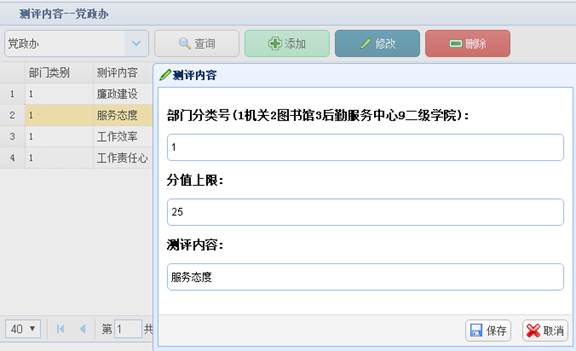 测评内容--党政办
党政办 查询 添加 修改 删除
部门类别 测评内容
1 1 廉政建设
2 1 服务态度
3 1 工作效率
4 1 工作责任心
测评内容
部门分类号(1机关2图书馆3后勤服务中心9二级学院):
1
分值上限:
25
测评内容:
服务态度
保存 取消
40 第 1 共